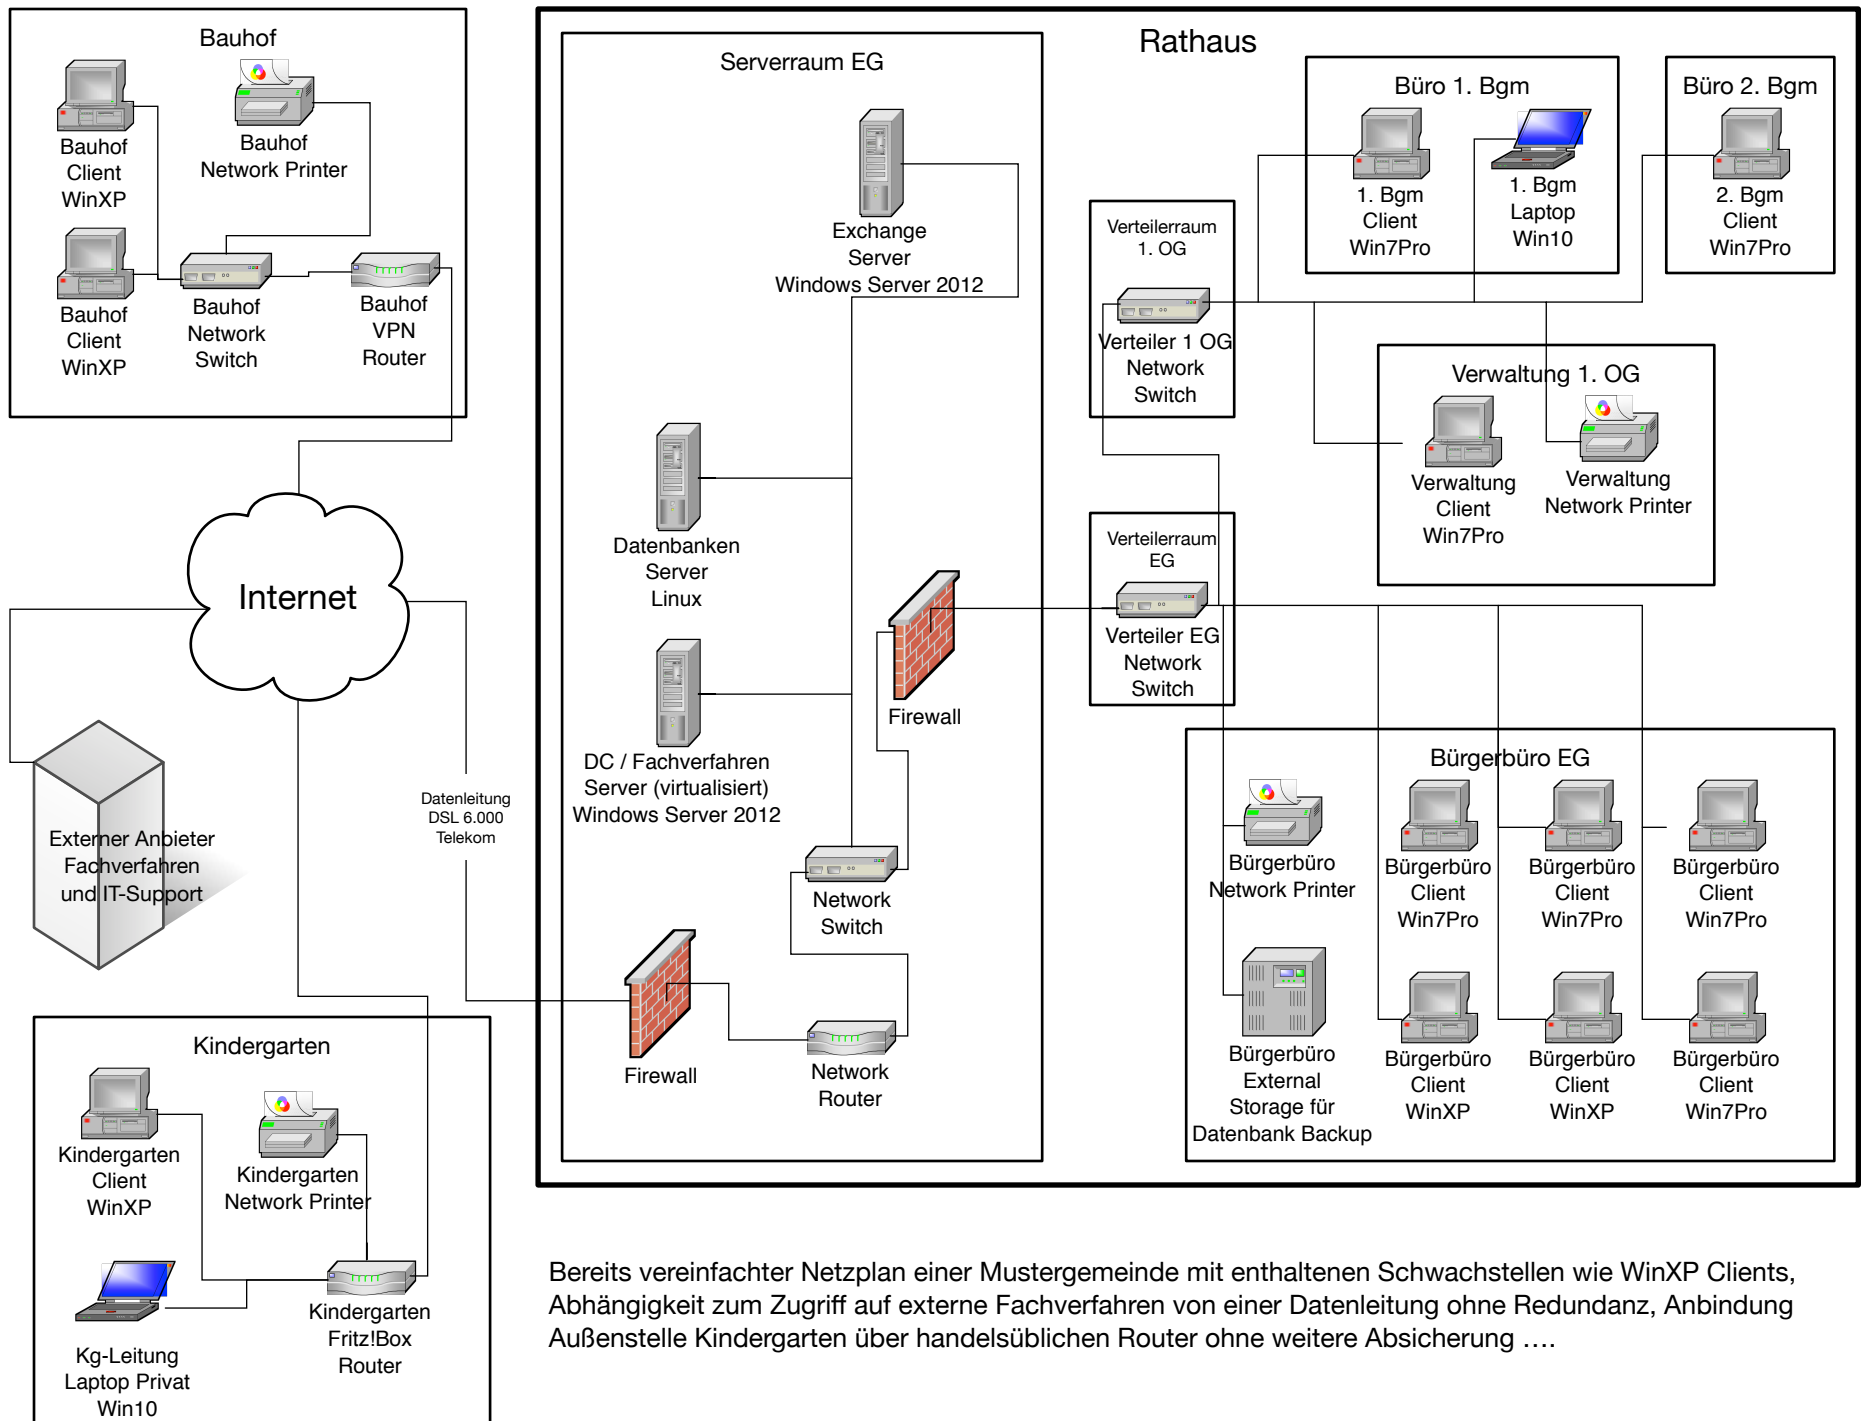 Bauhof
Bauhof
Client
WinXP
Bauhof
Network Printer
Bauhof
Client
WinXP
Bauhof
Network
Switch
Bauhof
VPN
Router
Internet
Externer Anbieter
Fachverfahren
und IT-Support
Datenleitung
DSL 6.000
Telekom
Kindergarten
Kindergarten
Client
WinXP
Kindergarten
Network Printer
Kg-Leitung
Laptop Privat
Win10
Kindergarten
Fritz!Box
Router
Rathaus
Serverraum EG
Exchange
Server
Windows Server 2012
Datenbanken
Server
Linux
DC / Fachverfahren
Server (virtualisiert)
Windows Server 2012
Firewall
Network
Switch
Firewall
Network
Router
Verteilerraum
1. OG
Verteiler 1 OG
Network
Switch
Verteilerraum
EG
Verteiler EG
Network
Switch
Büro 1. Bgm
1. Bgm
Client
Win7Pro
1. Bgm
Laptop
Win10
Büro 2. Bgm
2. Bgm
Client
Win7Pro
Verwaltung 1. OG
Verwaltung
Client
Win7Pro
Verwaltung
Network Printer
Bürgerbüro EG
Bürgerbüro
Network Printer
Bürgerbüro
Client
Win7Pro
Bürgerbüro
Client
Win7Pro
Bürgerbüro
Client
Win7Pro
Bürgerbüro
External
Storage für
Datenbank Backup
Bürgerbüro
Client
WinXP
Bürgerbüro
Client
WinXP
Bürgerbüro
Client
Win7Pro
Bereits vereinfachter Netzplan einer Mustergemeinde mit enthaltenen Schwachstellen wie WinXP Clients,
Abhängigkeit zum Zugriff auf externe Fachverfahren von einer Datenleitung ohne Redundanz, Anbindung
Außenstelle Kindergarten über handelsüblichen Router ohne weitere Absicherung ….